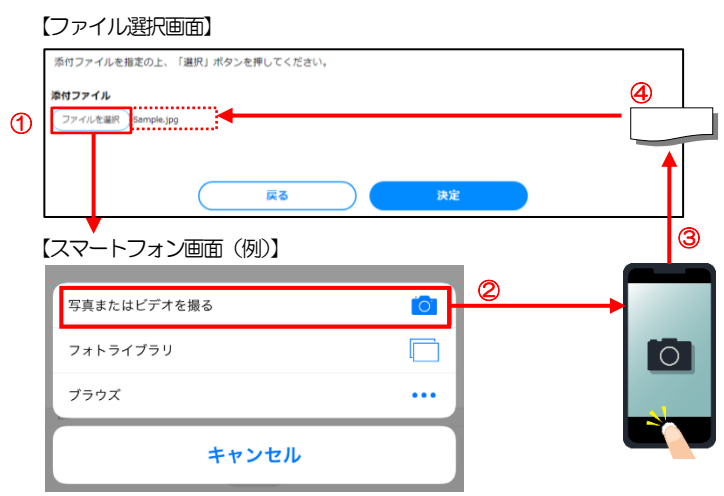 【ファイル選択画面】
添付ファイルを指定の上、「選択」ボタンを押してください。
添付ファイル
④
①
ファイルを選択 Sample.jpg
戻る 決定
③
【スマートフォン画面（例）】
②
写真またはビデオを撮る
フォトライブラリ
ブラウズ
キャンセル